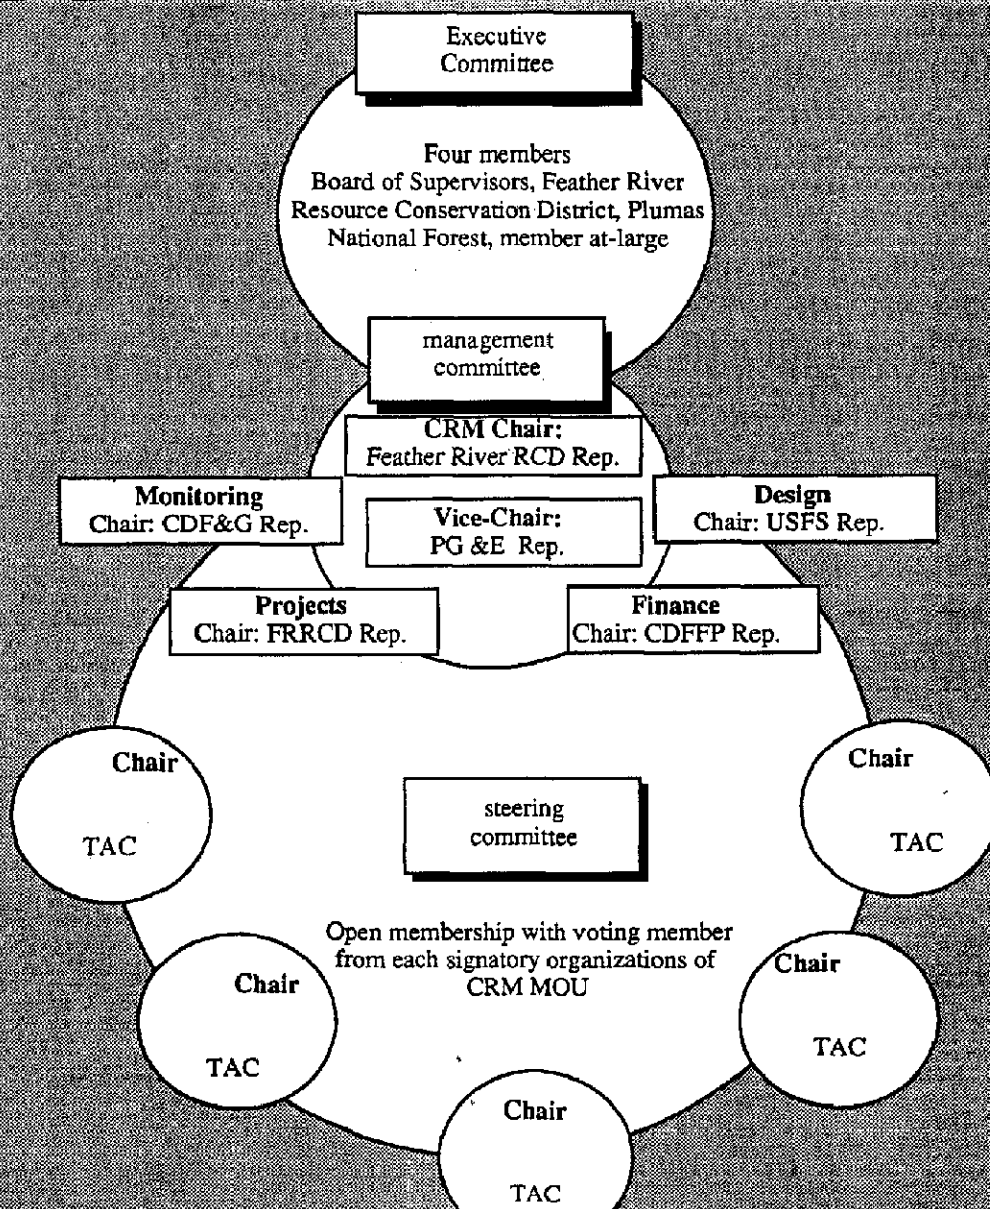 Executive
Committee
Four members
Board of Supervisors, Feather River
Resource Conservation District, Plumas
National Forest, member at-large
management
committee
CRM Chair:
Feather River RCD Rep.
Monitoring
Chair: CDF&G Rep.
Vice-Chair:
PG &E Rep.
Design
Chair: USFS Rep.
Projects
Chair: FRRCD Rep.
Finance
Chair: CDFFP Rep.
Chair
TAC
steering
committee
Chair
TAC
Open membership with voting member
from each signatory organizations of
CRM MOU
Chair
TAC
Chair
TAC
Chair
TAC